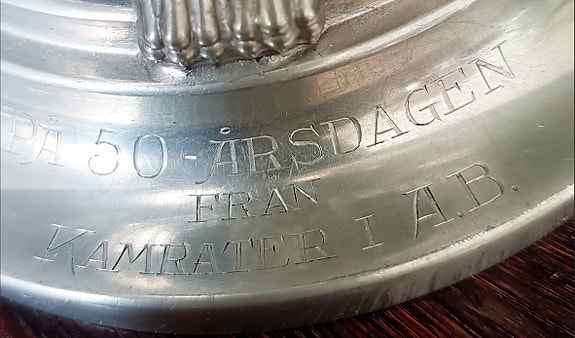 PÅ 50-ÅRSDAGEN
FRÅN
KAMRATER I A.B.